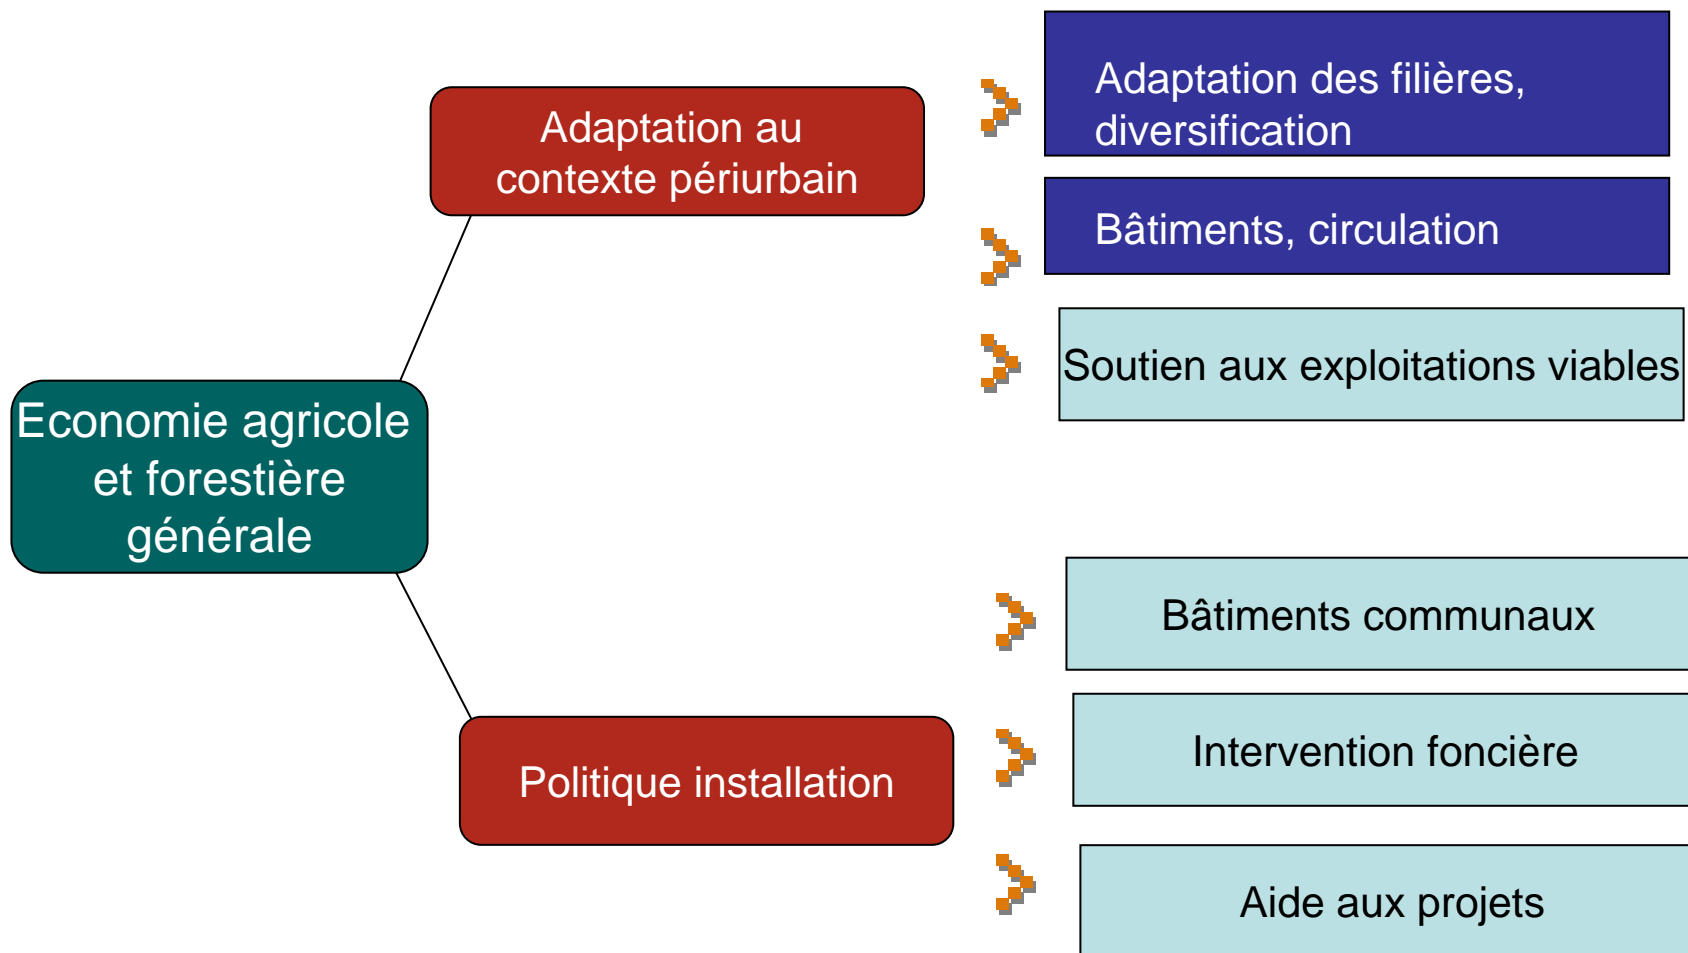 Adaptation des filières,
diversification
Adaptation au
contexte périurbain
Bâtiments, circulation
Soutien aux exploitations viables
Economie agricole
et forestière
générale
Bâtiments communaux
Intervention foncière
Politique installation
Aide aux projets